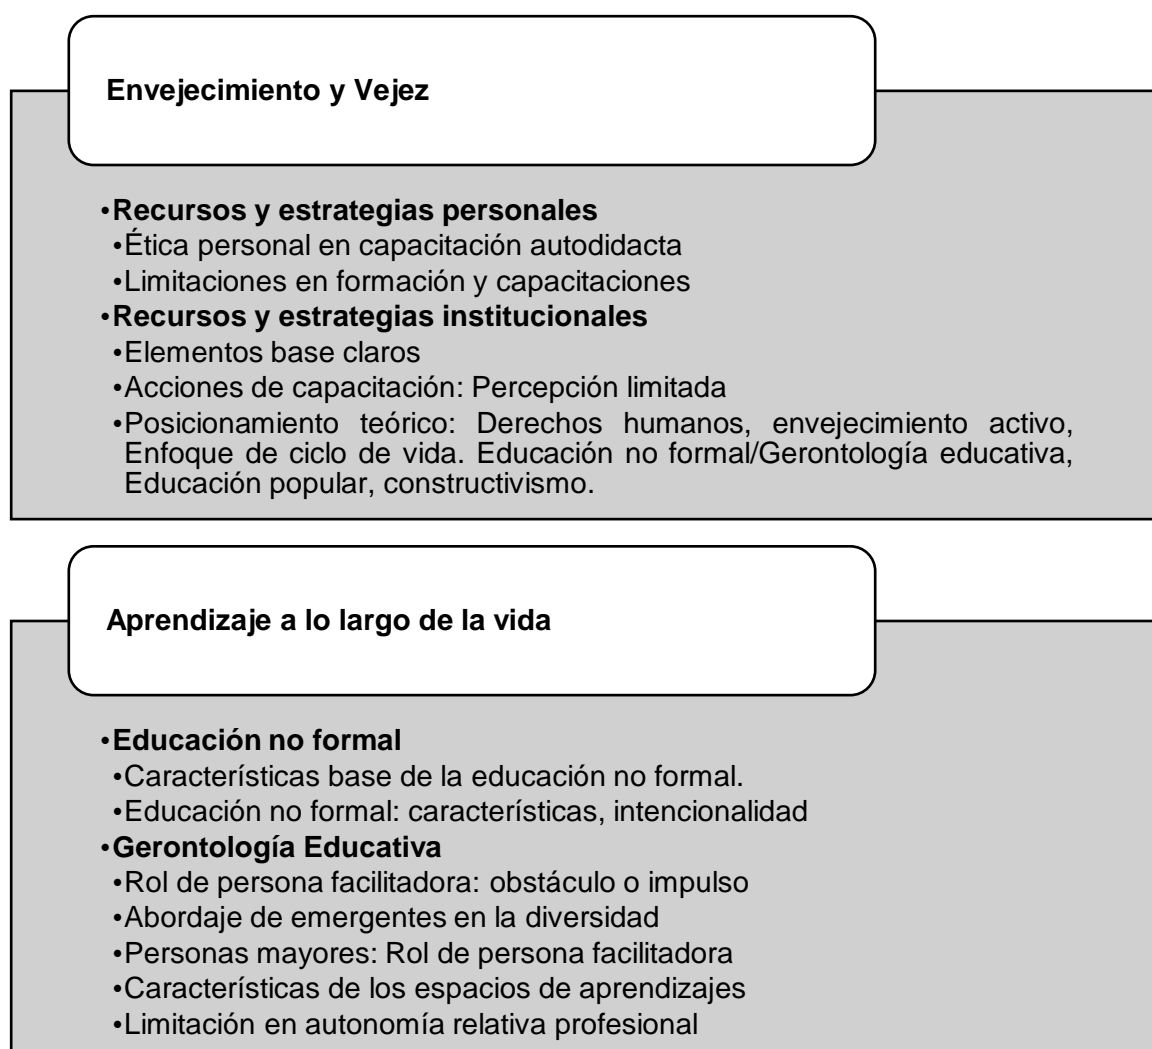 Envejecimiento y Vejez
•Recursos y estrategias personales
•Ética personal en capacitación autodidacta
•Limitaciones en formación y capacitaciones
•Recursos y estrategias institucionales
•Elementos base claros
•Acciones de capacitación: Percepción limitada
•Posicionamiento teórico: Derechos humanos, envejecimiento activo,
Enfoque de ciclo de vida. Educación no formal/Gerontología educativa,
Educación popular, constructivismo.
Aprendizaje a lo largo de la vida
•Educación no formal
•Características base de la educación no formal.
•Educación no formal: características, intencionalidad
•Gerontología Educativa
•Rol de persona facilitadora: obstáculo o impulso
•Abordaje de emergentes en la diversidad
•Personas mayores: Rol de persona facilitadora
•Características de los espacios de aprendizajes
•Limitación en autonomía relativa profesional